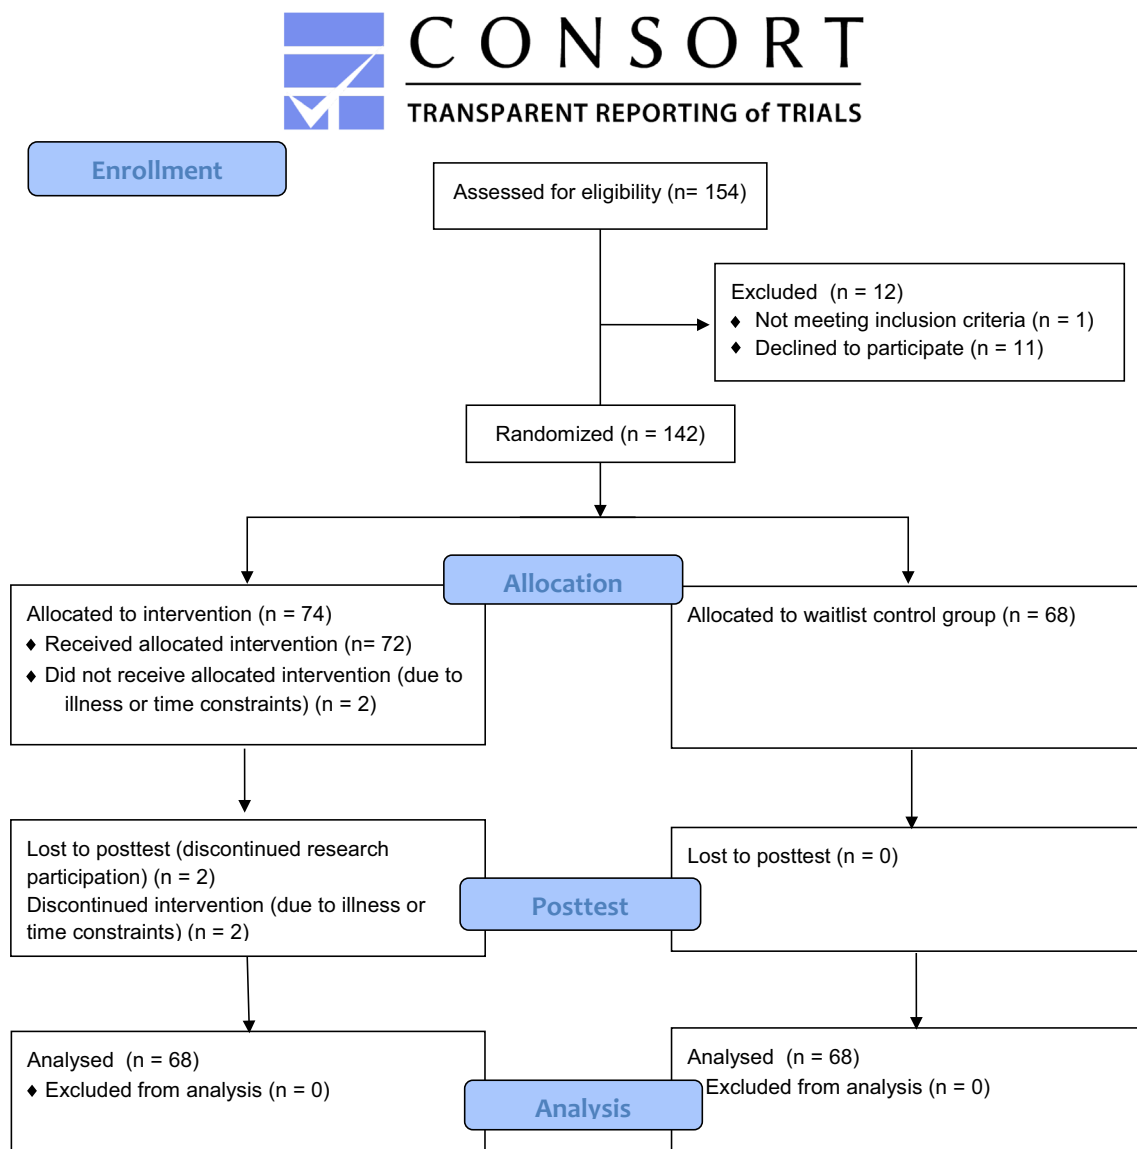 CONSORT
TRANSPARENT REPORTING of TRIALS
Enrollment
Assessed for eligibility (n= 154)
Excluded (n = 12)
♦ Not meeting inclusion criteria (n = 1)
♦ Declined to participate (n = 11)
Randomized (n = 142)
Allocation
Allocated to intervention (n = 74)
♦ Received allocated intervention (n= 72)
♦ Did not receive allocated intervention (due to
illness or time constraints) (n = 2)
Allocated to waitlist control group (n = 68)
Lost to posttest (discontinued research
participation) (n = 2)
Discontinued intervention (due to illness or
time constraints) (n = 2)
Posttest
Lost to posttest (n = 0)
Analysed (n = 68)
♦ Excluded from analysis (n = 0)
Analysis
Analysed (n = 68)
Excluded from analysis (n = 0)